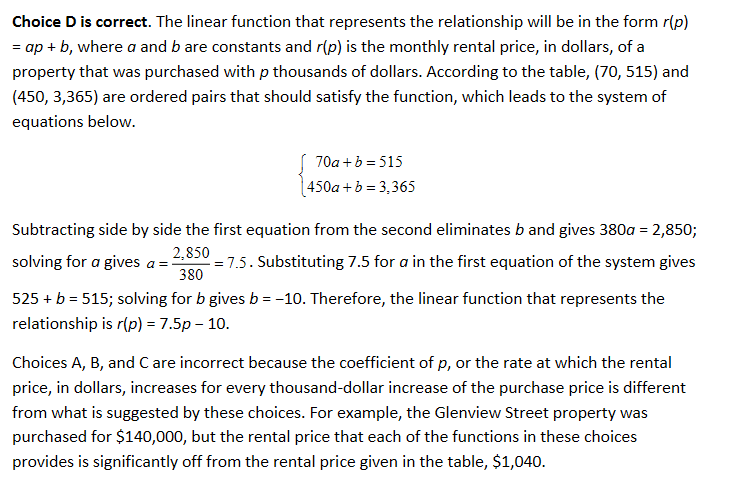 Choice D is correct. The linear function that represents the relationship will be in the form r(p)
= ap + b, where a and b are constants and r(p) is the monthly rental price, in dollars, of a
property that was purchased with p thousands of dollars. According to the table, (70, 515) and
(450, 3,365) are ordered pairs that should satisfy the function, which leads to the system of
equations below.
70a + b = 515
450a + b = 3,365
Subtracting side by side the first equation from the second eliminates b and gives 380a = 2,850;
solving for a gives a = 2,850/380 = 7.5. Substituting 7.5 for a in the first equation of the system gives
525 + b = 515; solving for b gives b = −10. Therefore, the linear function that represents the
relationship is r(p) = 7.5p – 10.
Choices A, B, and C are incorrect because the coefficient of p, or the rate at which the rental
price, in dollars, increases for every thousand-dollar increase of the purchase price is different
from what is suggested by these choices. For example, the Glenview Street property was
purchased for $140,000, but the rental price that each of the functions in these choices
provides is significantly off from the rental price given in the table, $1,040.